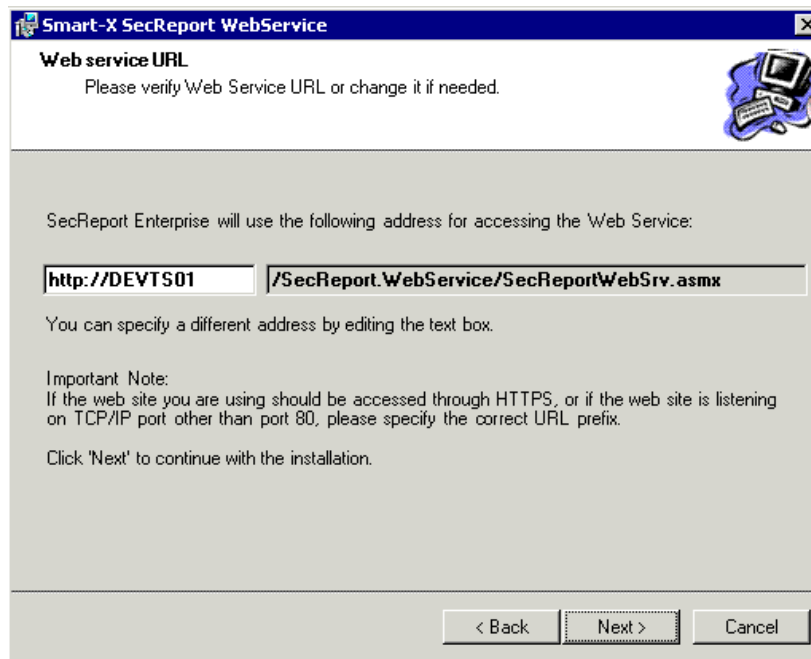 Smart-X SecReport WebService
Web service URL
Please verify Web Service URL or change it if needed.
SecReport Enterprise will use the following address for accessing the Web Service:
http://DEVTS01 /SecReport.WebService/SecReportWebSrv.asmx
You can specify a different address by editing the text box.
Important Note:
If the web site you are using should be accessed through HTTPS, or if the web site is listening
on TCP/IP port other than port 80, please specify the correct URL prefix.
Click 'Next' to continue with the installation.
< Back Next > Cancel